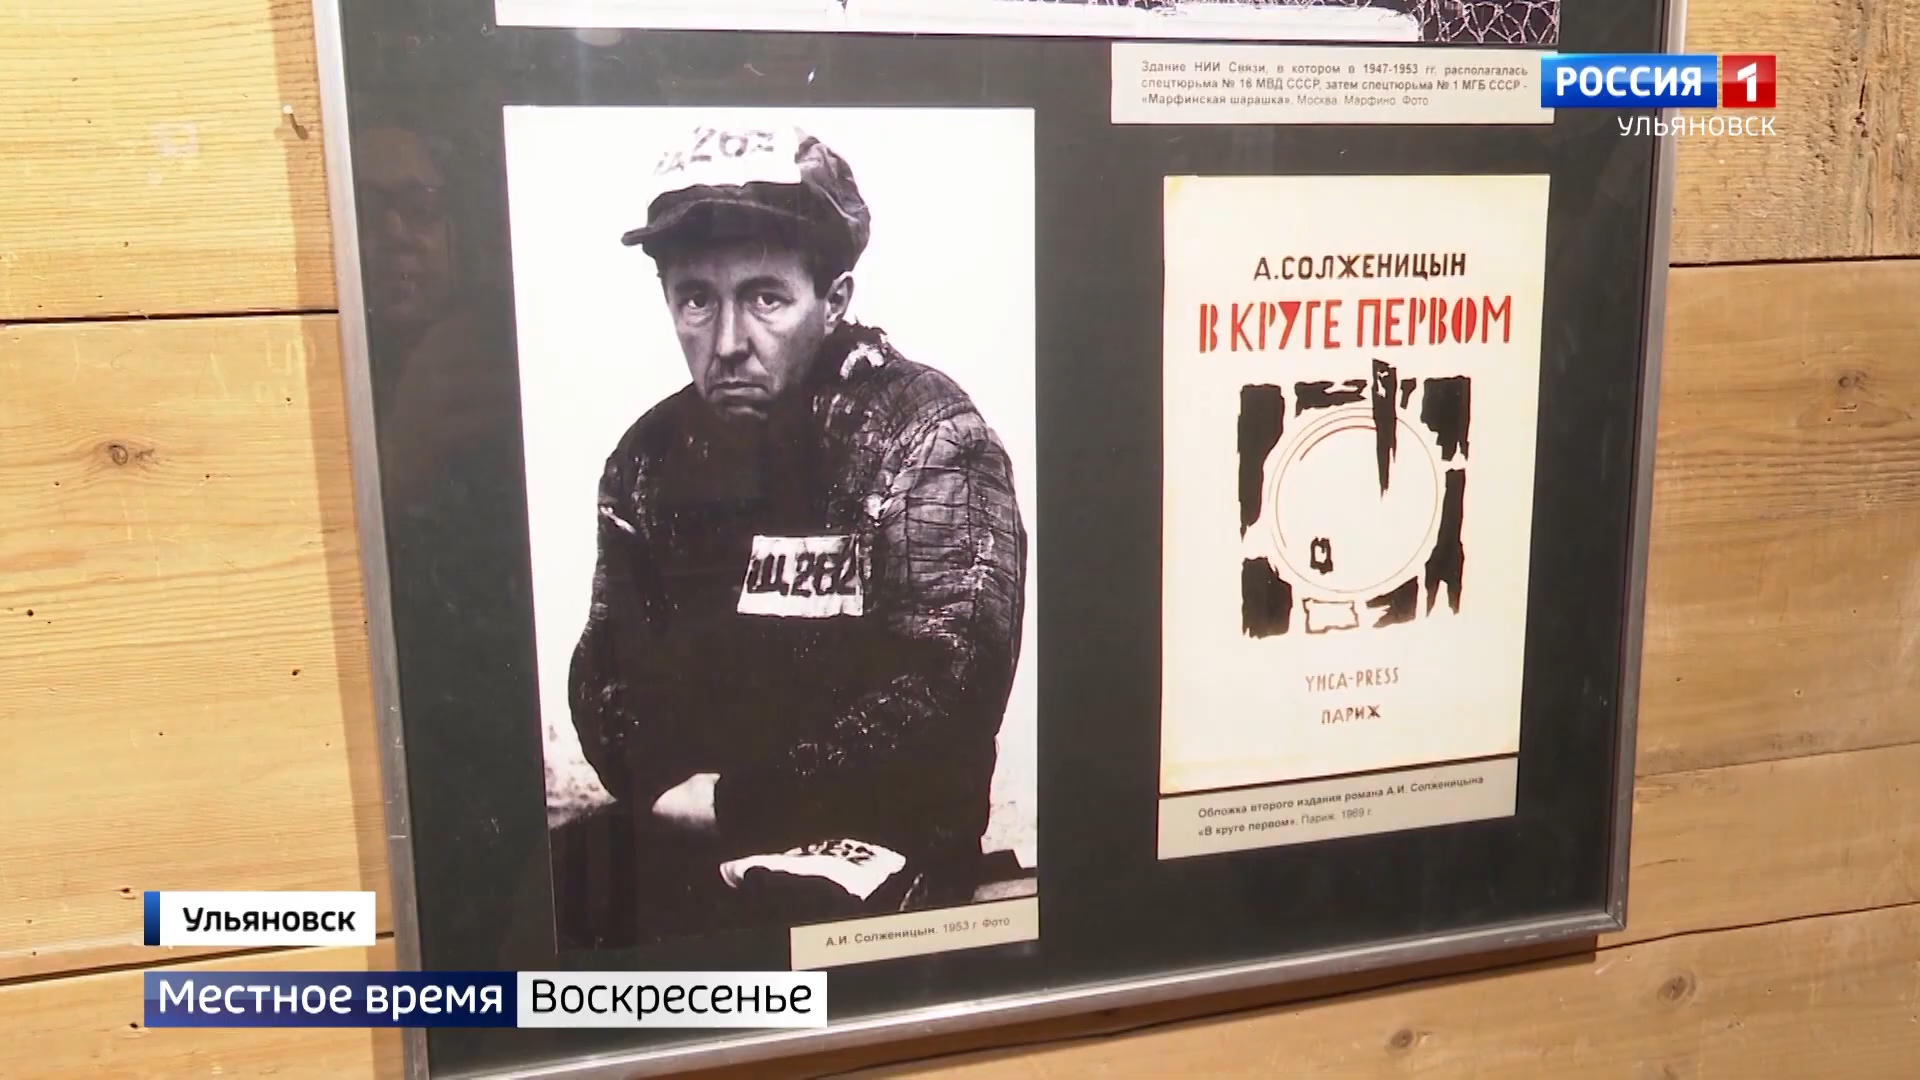 Здание НИИ Связи, в котором в 1947-1953 гг. располагалась
спецтюрьма № 16 МВД СССР, затем спецтюрьма № 1 МГБ СССР -
«Марфинская шарашка». Москва. Марфино. Фото
РОССИЯ 1
УЛЬЯНОВСК
А.СОЛЖЕНИЦЫН
В КРУГЕ ПЕРВОМ
YMCA-PRESS
ПАРИЖ
Обложка второго издания романа А.И. Солженицына
«В круге первом». Париж. 1969 г.
Щ262
А.И. Солженицын. 1953 г. Фото
Ульяновск
Местное время Воскресенье